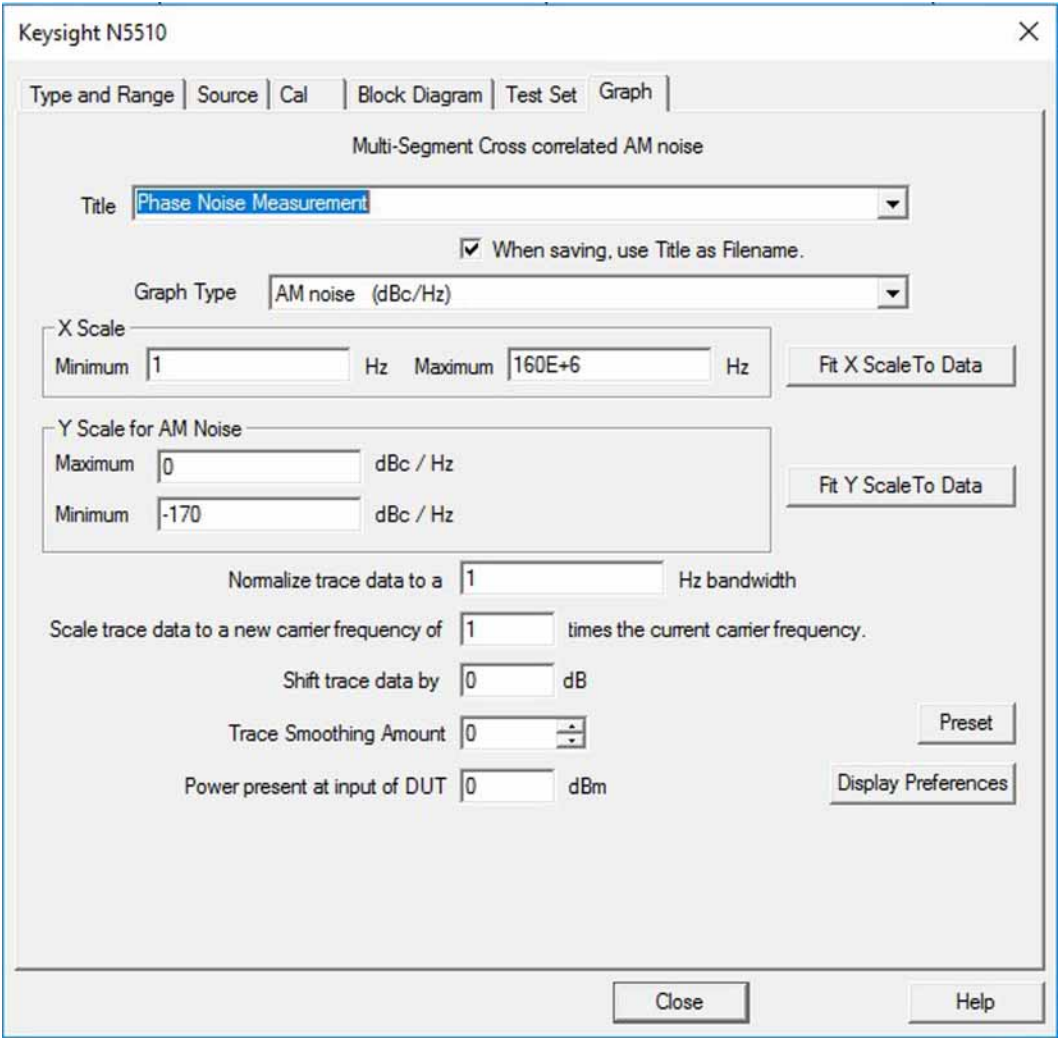 Keysight N5510
Type and Range Source Cal Block Diagram Test Set Graph
Multi-Segment Cross correlated AM noise
Title Phase Noise Measurement
When saving, use Title as Filename.
Graph Type AM noise (dBc/Hz)
X Scale
Minimum 1 Hz Maximum 160E+6 Hz Fit X ScaleTo Data
Y Scale for AM Noise
Maximum 0 dBc / Hz
Fit Y ScaleTo Data
Minimum -170 dBc / Hz
Normalize trace data to a 1 Hz bandwidth
Scale trace data to a new carrier frequency of 1 times the current carrier frequency.
Shift trace data by 0 dB
Trace Smoothing Amount 0
Preset
Power present at input of DUT 0 dBm
Display Preferences
Close Help